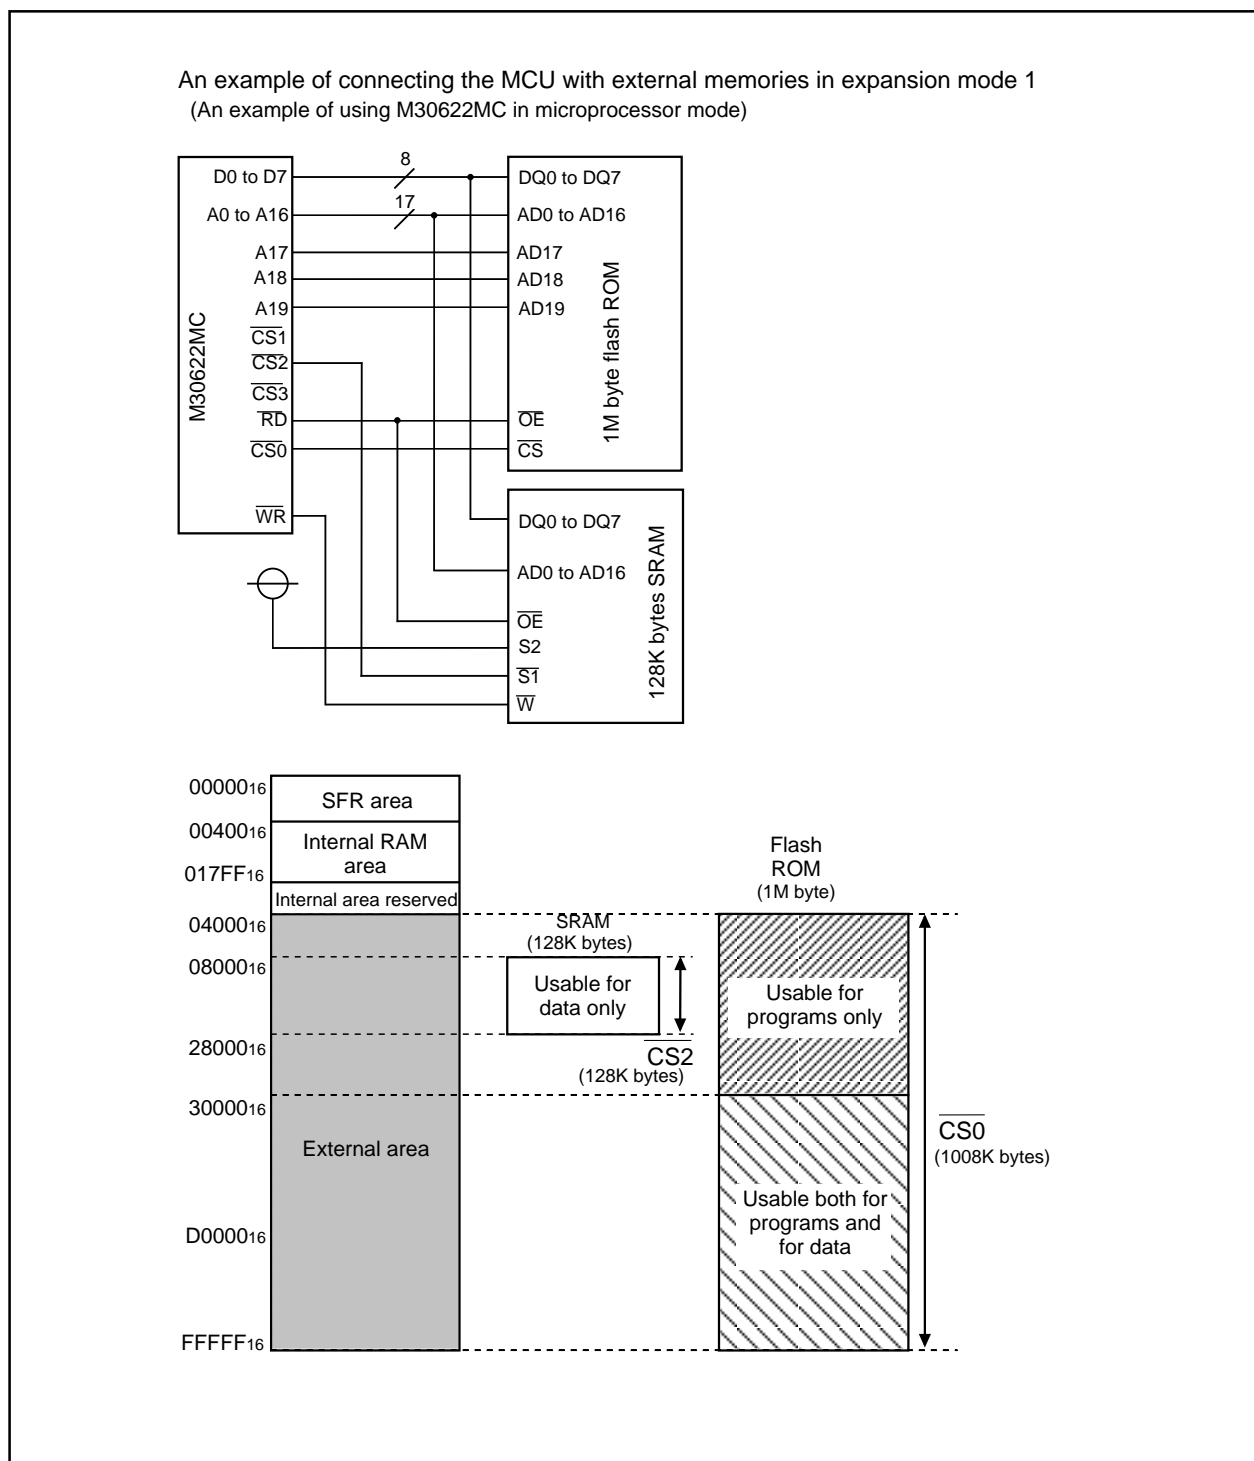 An example of connecting the MCU with external memories in expansion mode 1
(An example of using M30622MC in microprocessor mode)
M30622MC
D0 to D7
A0 to A16
A17
A18
A19
CS1
CS2
CS3
RD
CS0
WR
8
17
DQ0 to DQ7
AD0 to AD16
AD17
AD18
AD19
OE
CS
1M byte flash ROM
DQ0 to DQ7
AD0 to AD16
OE
S2
S1
W
128K bytes SRAM
0000016
0040016
017FF16
0400016
0800016
2800016
3000016
D000016
FFFFF16
SFR area
Internal RAM
area
Internal area reserved
External area
SRAM
(128K bytes)
Usable for
data only
CS2
(128K bytes)
Flash
ROM
(1M byte)
Usable for
programs only
Usable both for
programs and
for data
CS0
(1008K bytes)